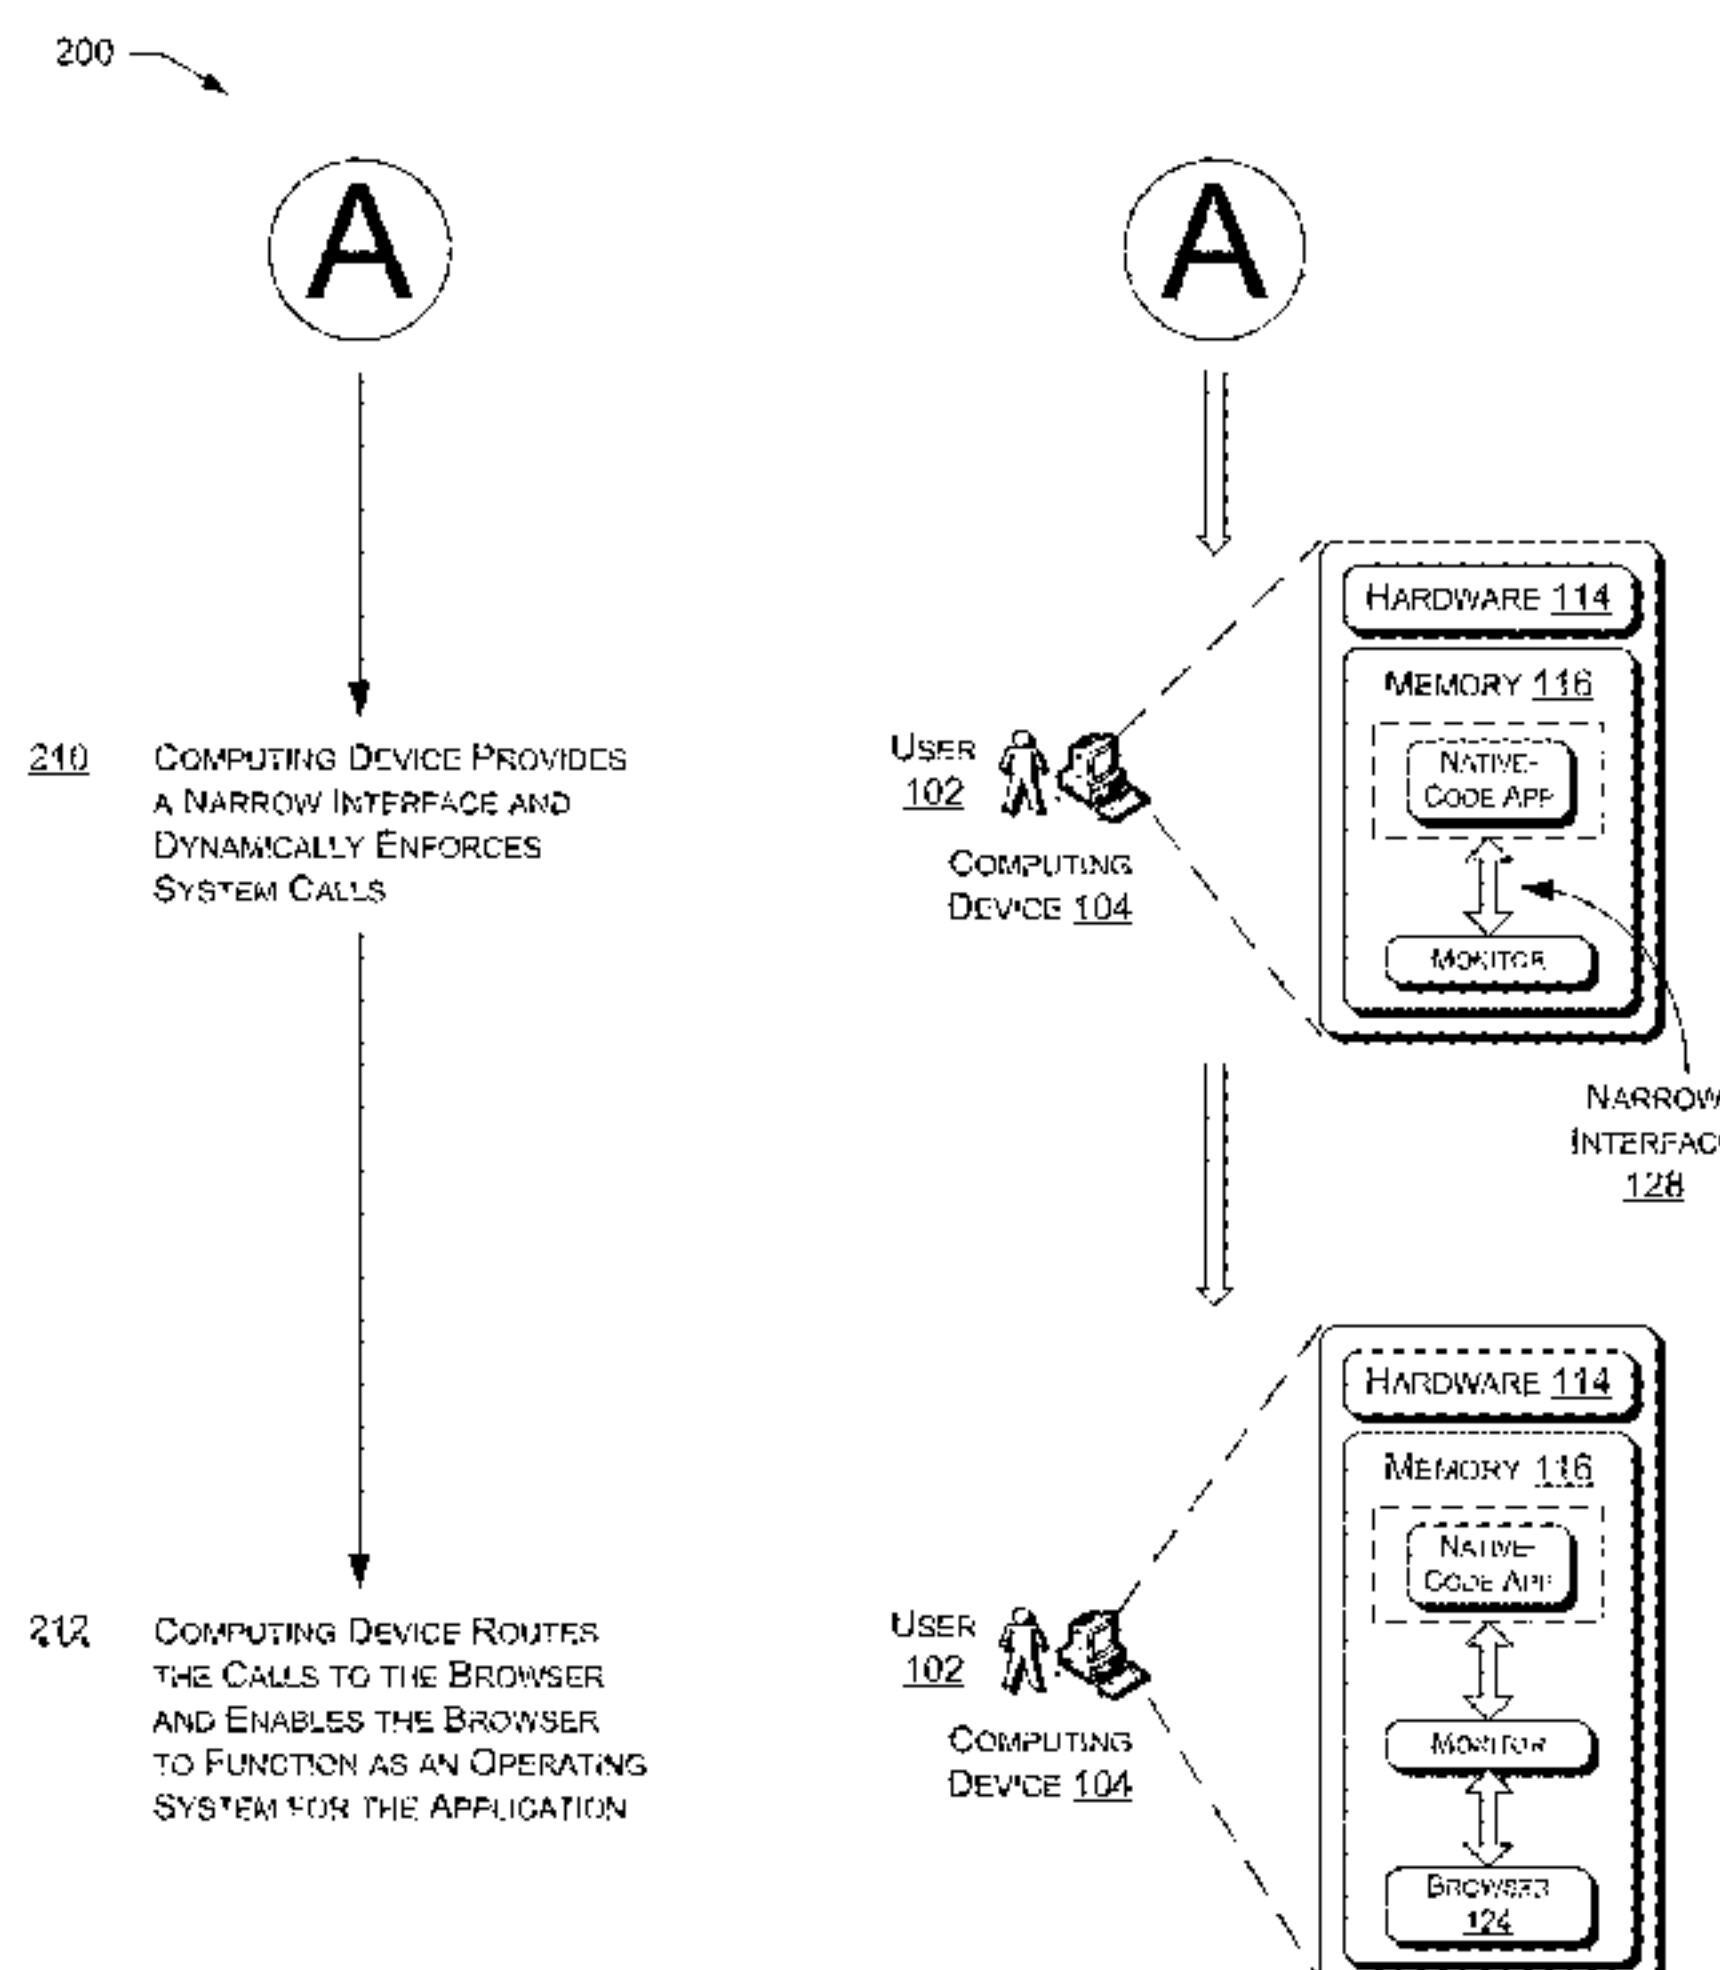 200
A
A
HARDWARE 114
MEMORY 116
NATIVE-
CODE APP
MONITOR
210 COMPUTING DEVICE PROVIDES
A NARROW INTERFACE AND
DYNAMICALLY ENFORCES
SYSTEM CALLS
USER
102
COMPUTING
DEVICE 104
NARROW
INTERFAC
128
HARDWARE 114
MEMORY 116
NATIVE-
CODE APP
MONITOR
BROWSER
124
212 COMPUTING DEVICE ROUTES
THE CALLS TO THE BROWSER
AND ENABLES THE BROWSER
TO FUNCTION AS AN OPERATING
SYSTEM FOR THE APPLICATION
USER
102
COMPUTING
DEVICE 104